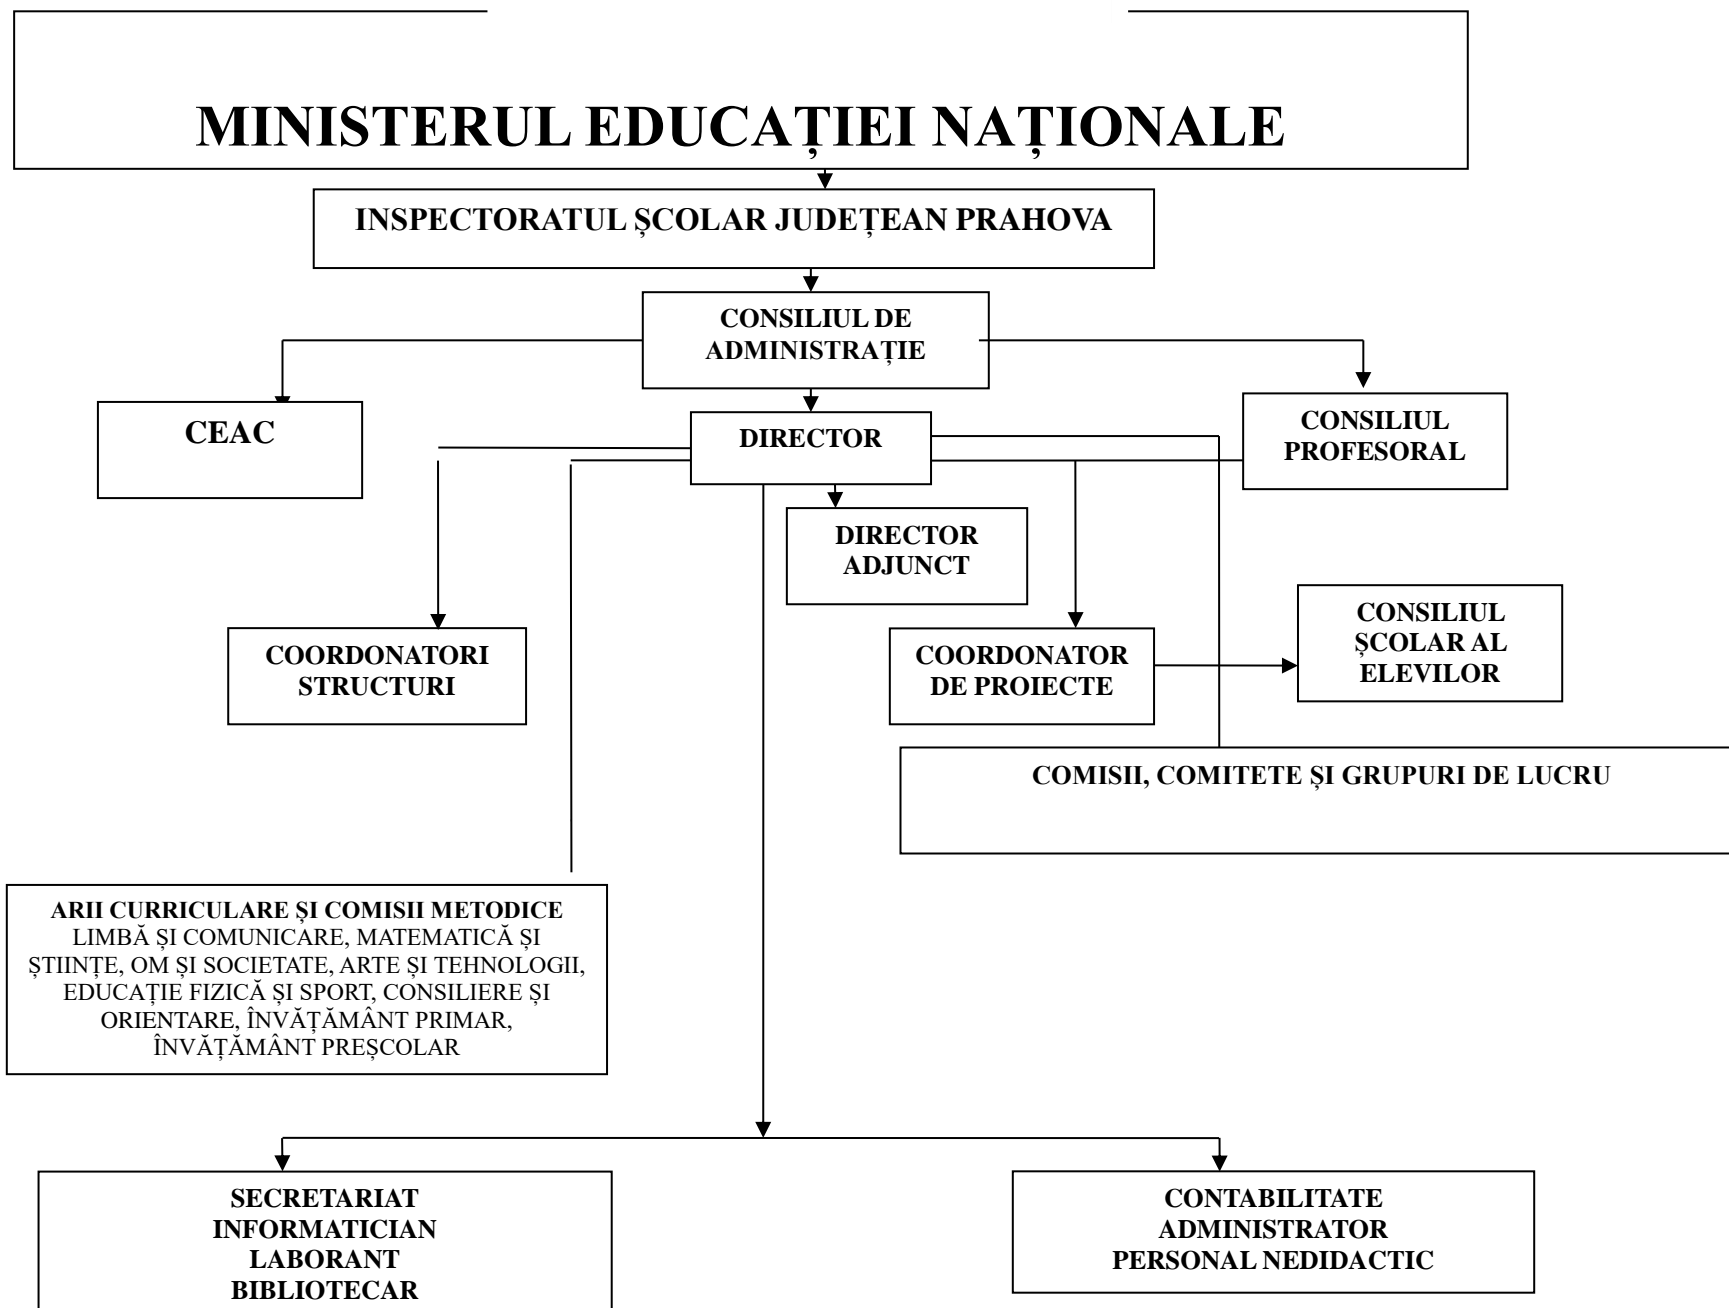 MINISTERUL EDUCAȚIEI NAȚIONALE
INSPECTORATUL ȘCOLAR JUDEȚEAN PRAHOVA
CONSILIUL DE
ADMINISTRAȚIE
CEAC
DIRECTOR
CONSILIUL
PROFESORAL
DIRECTOR
ADJUNCT
COORDONATORI
STRUCTURI
COORDONATOR
DE PROIECTE
CONSILIUL
ȘCOLAR AL
ELEVILOR
COMISII, COMITETE ȘI GRUPURI DE LUCRU
ARII CURRICULARE ȘI COMISII METODICE
LIMBĂ ȘI COMUNICARE, MATEMATICĂ ȘI
ȘTIINȚE, OM ȘI SOCIETATE, ARTE ȘI TEHNOLOGII,
EDUCAȚIE FIZICĂ ȘI SPORT, CONSILIERE ȘI
ORIENTARE, ÎNVĂȚĂMÂNT PRIMAR,
ÎNVĂȚĂMÂNT PREȘCOLAR
SECRETARIAT
INFORMATICIAN
LABORANT
BIBLIOTECAR
CONTABILITATE
ADMINISTRATOR
PERSONAL NEDIDACTIC